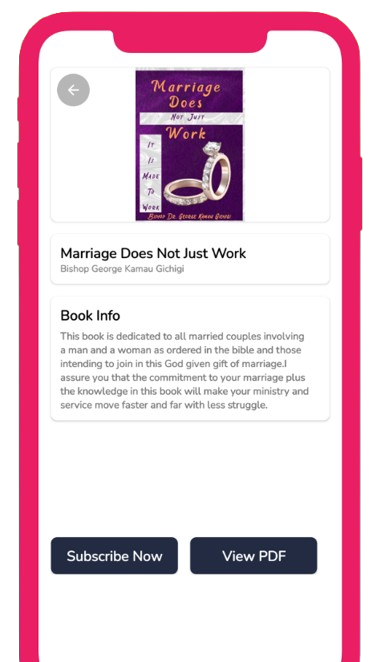 Marriage
Does
Not Just
Work
It
Is
Made
To
Work
Bishop Dr. George Kamau Gichigi
Marriage Does Not Just Work
Bishop George Kamau Gichigi
Book Info
This book is dedicated to all married couples involving
a man and a woman as ordered in the bible and those
intending to join in this God given gift of marriage.I
assure you that the commitment to your marriage plus
the knowledge in this book will make your ministry and
service move faster and far with less struggle.
Subscribe Now
View PDF